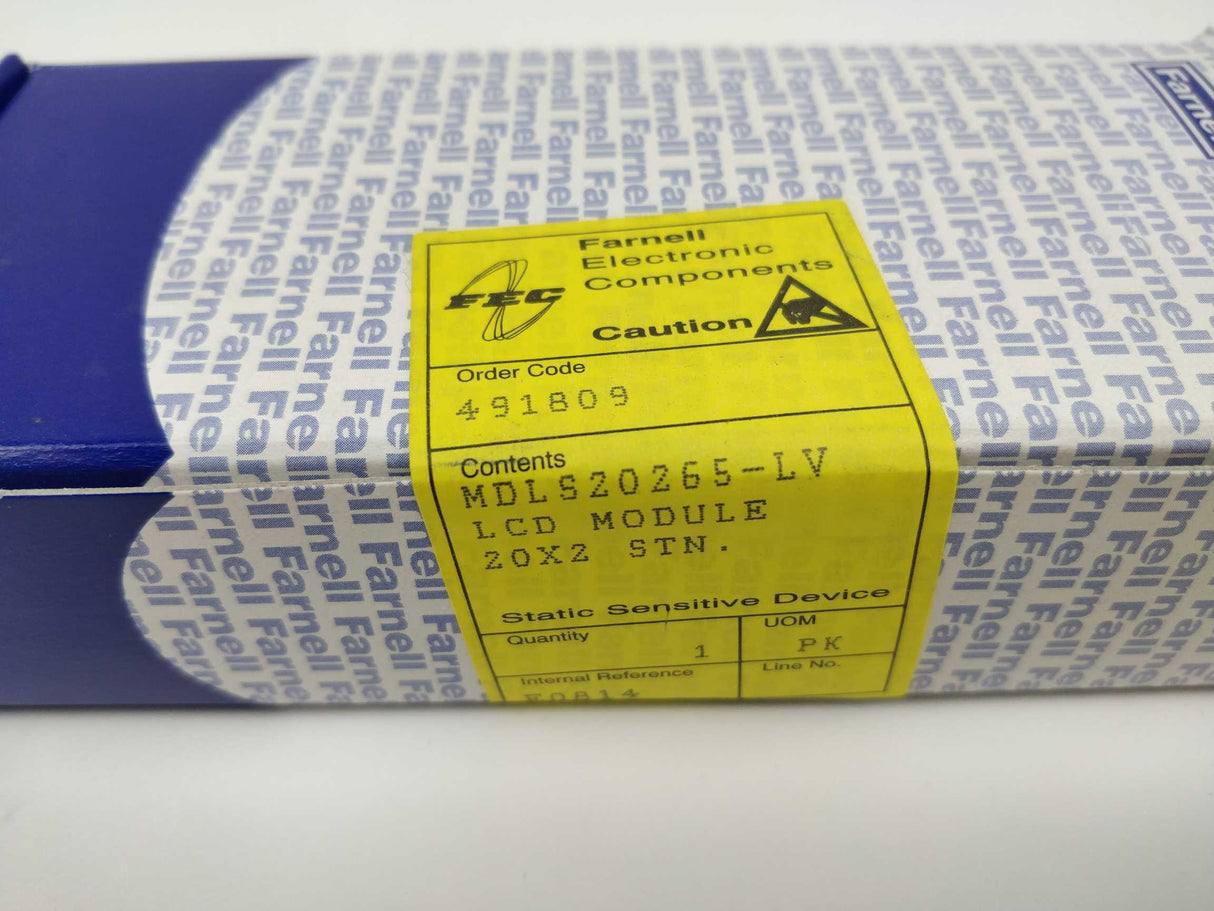 Farnell
Electronic
Components
FEC
Caution
Order Code
491809
Contents
MDLS20265-LV
LCD MODULE
20X2 STN.
Static Sensitive Device
Quantity
1
UOM
PK
Internal Reference
Line No.
Farnell